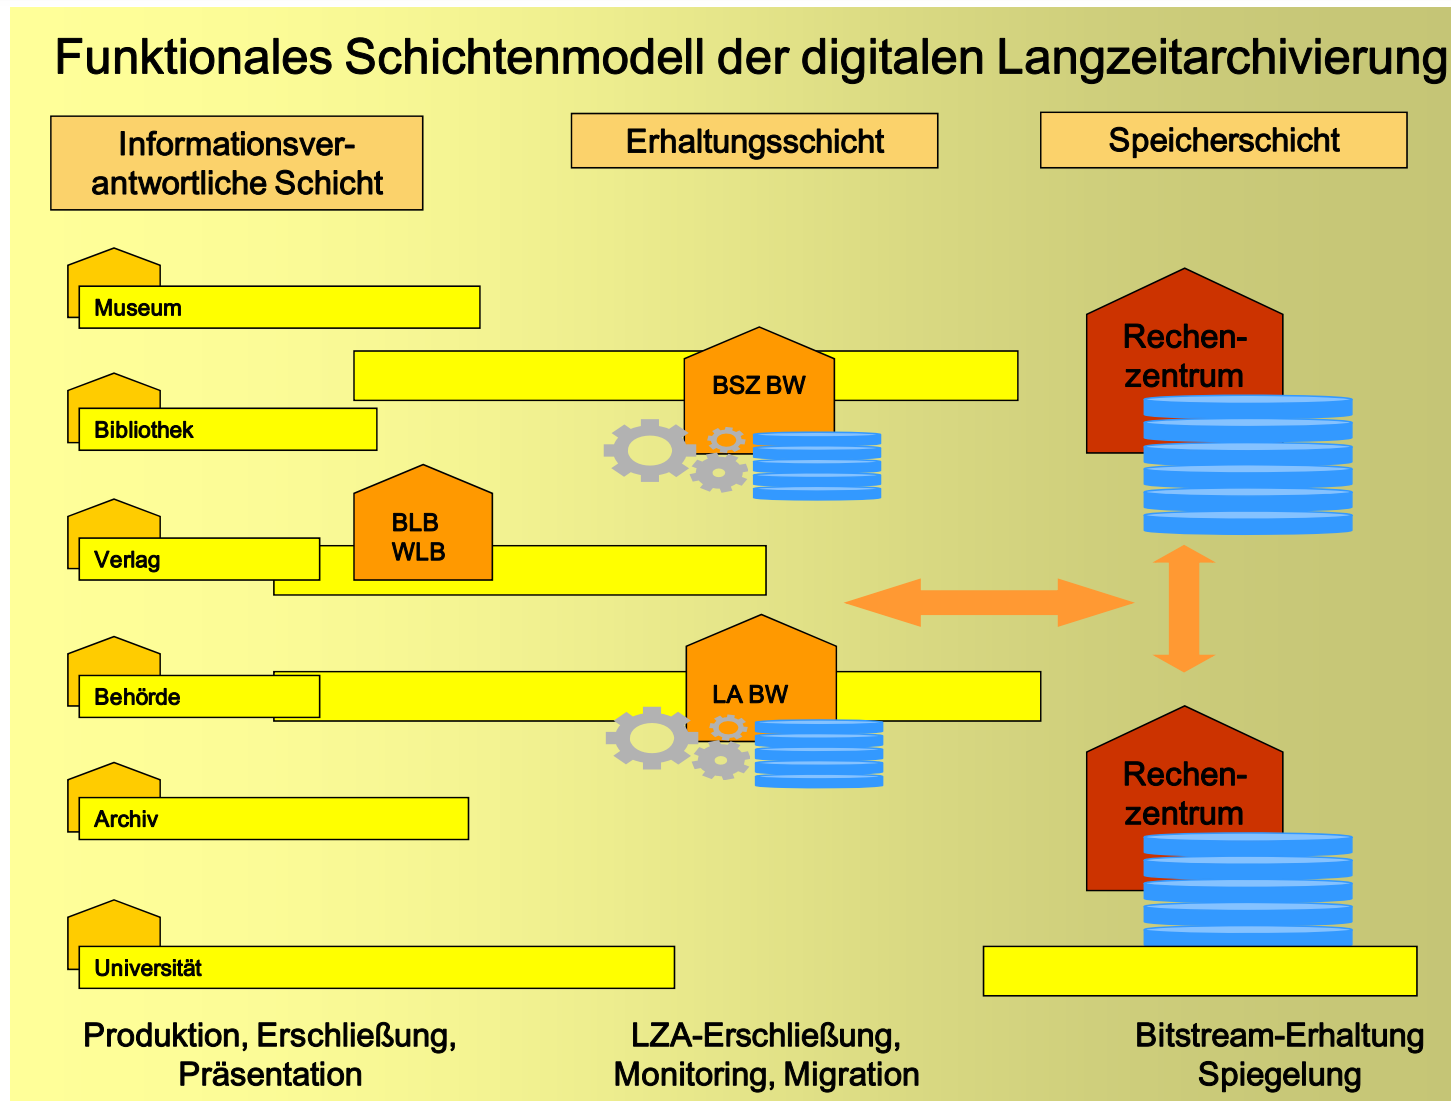 Funktionales Schichtenmodell der digitalen Langzeitarchivierung
Informationsver-
antwortliche Schicht
Erhaltungsschicht
Speicherschicht
Museum
Bibliothek
Verlag
Behörde
Archiv
Universität
BLB
WLB
BSZ BW
LA BW
Rechen-
zentrum
Rechen-
zentrum
Produktion, Erschließung,
Präsentation
LZA-Erschließung,
Monitoring, Migration
Bitstream-Erhaltung
Spiegelung